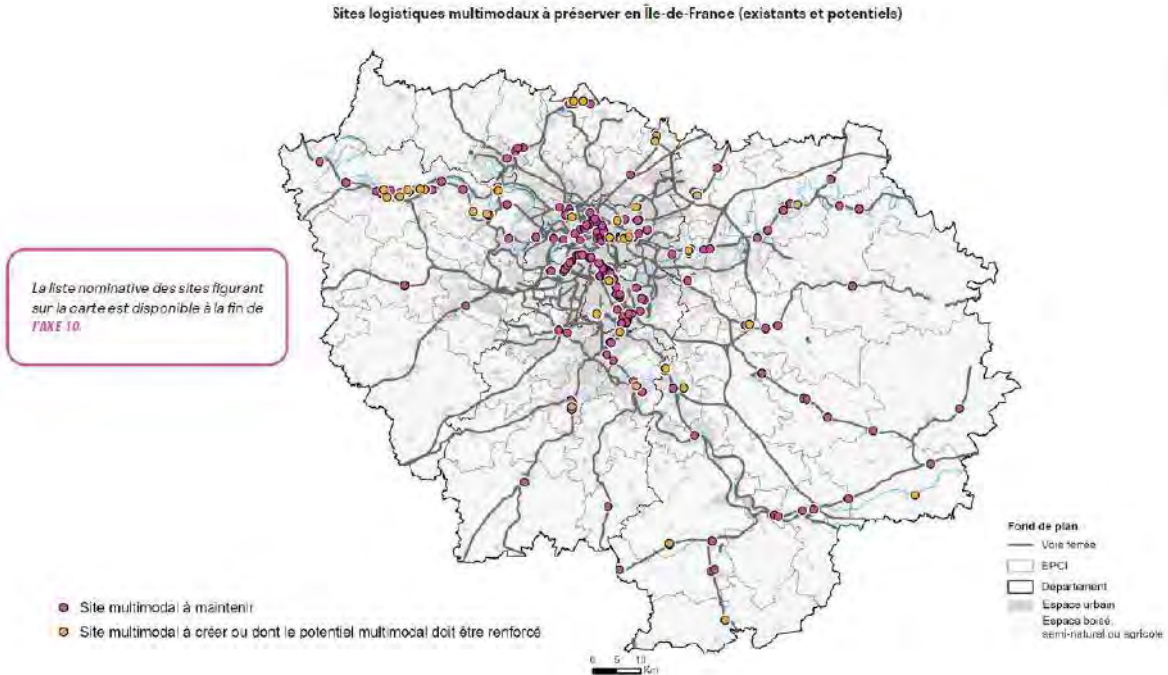 Sites logistiques multimodaux à préserver en Île-de-France (existants et potentiels)
La liste nominative des sites figurant
sur la carte est disponible à la fin de
l'AXE 10.
Site multimodal à maintenir
Site multimodal à créer ou dont le potentiel multimodal doit être renforcé
0 5 10
Km
Fond de plan
Voie ferrée
EPCI
Département
Espace urbain
Espace boisé,
semi-naturel ou agricole